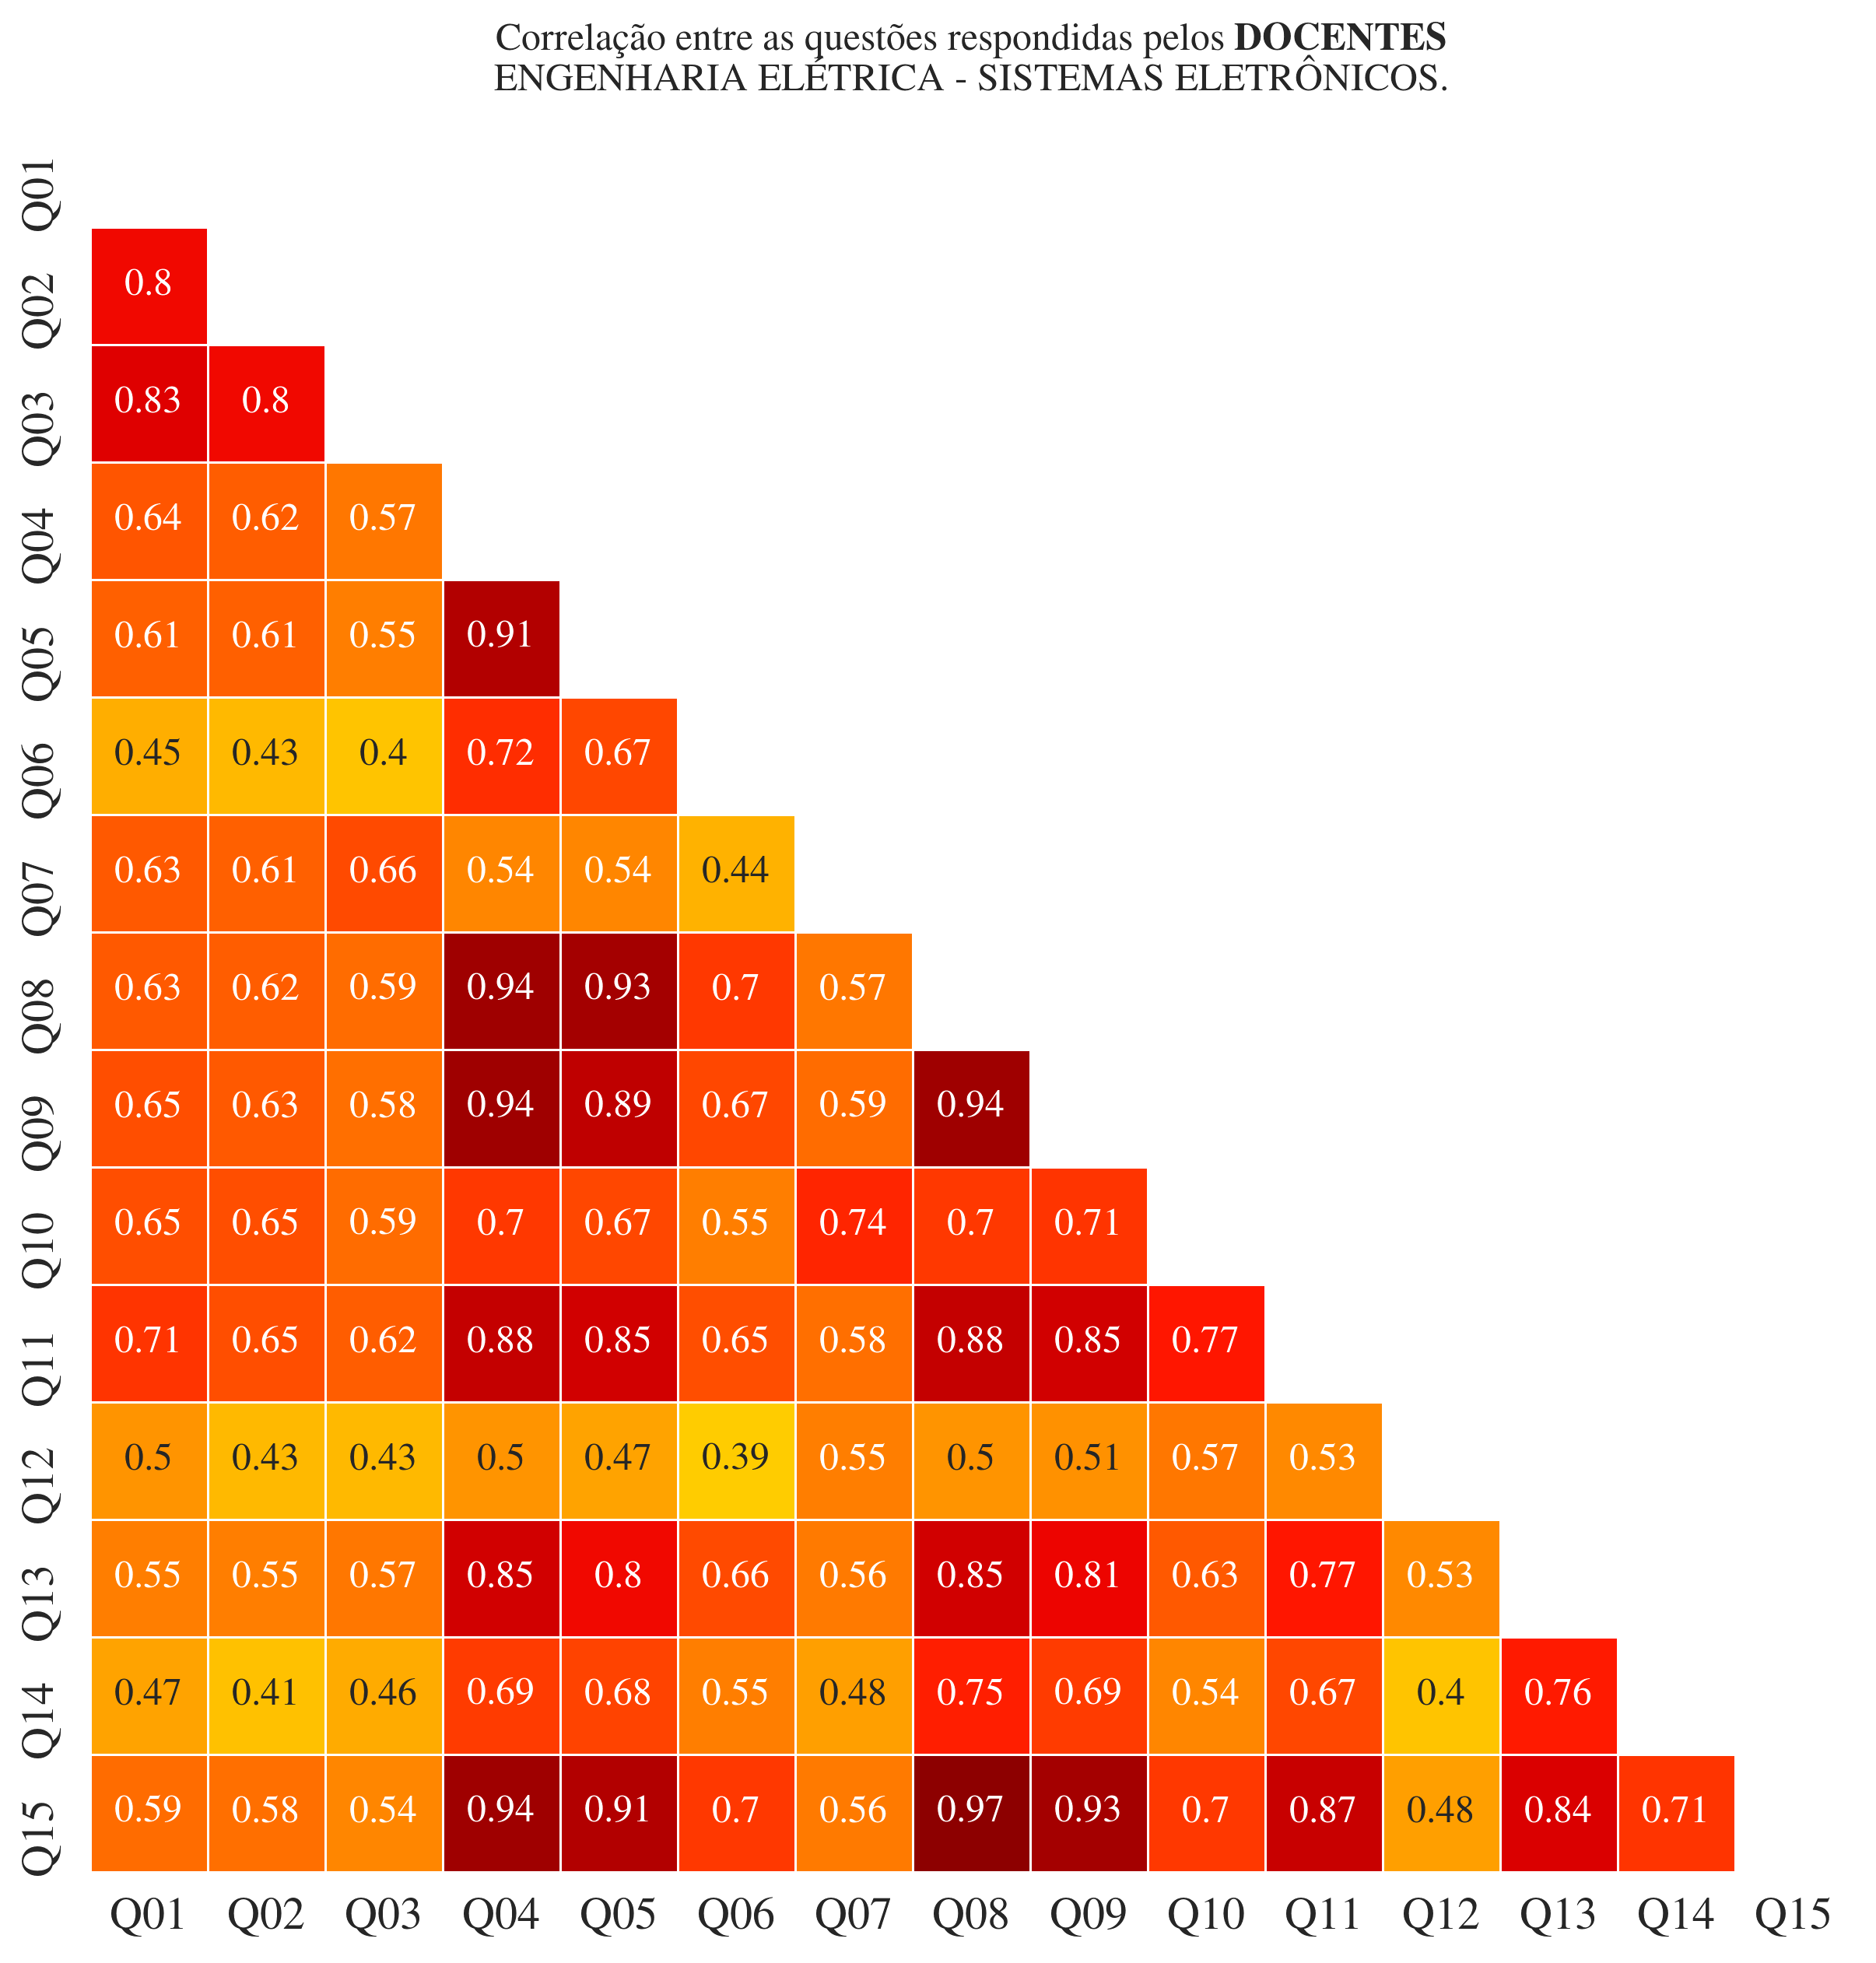 Correlação entre as questões respondidas pelos DOCENTES
ENGENHARIA ELÉTRICA - SISTEMAS ELETRÔNICOS.
Q01
Q02 0.8
Q03 0.83 0.8
Q04 0.64 0.62 0.57
Q05 0.61 0.61 0.55 0.91
Q06 0.45 0.43 0.4 0.72 0.67
Q07 0.63 0.61 0.66 0.54 0.54 0.44
Q08 0.63 0.62 0.59 0.94 0.93 0.7 0.57
Q09 0.65 0.63 0.58 0.94 0.89 0.67 0.59 0.94
Q10 0.65 0.65 0.59 0.7 0.67 0.55 0.74 0.7 0.71
Q11 0.71 0.65 0.62 0.88 0.85 0.65 0.58 0.88 0.85 0.77
Q12 0.5 0.43 0.43 0.5 0.47 0.39 0.55 0.5 0.51 0.57 0.53
Q13 0.55 0.55 0.57 0.85 0.8 0.66 0.56 0.85 0.81 0.63 0.77 0.53
Q14 0.47 0.41 0.46 0.69 0.68 0.55 0.48 0.75 0.69 0.54 0.67 0.4 0.76
Q15 0.59 0.58 0.54 0.94 0.91 0.7 0.56 0.97 0.93 0.7 0.87 0.48 0.84 0.71
Q01 Q02 Q03 Q04 Q05 Q06 Q07 Q08 Q09 Q10 Q11 Q12 Q13 Q14 Q15